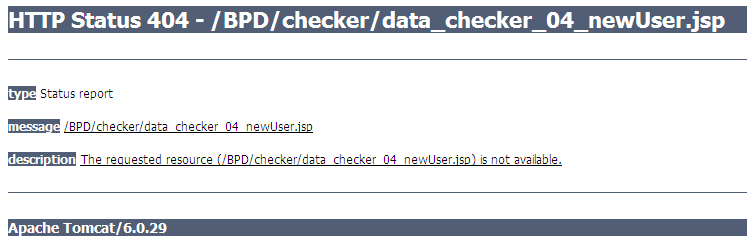 HTTP Status 404 - /BPD/checker/data_checker_04_newUser.jsp
type Status report
message /BPD/checker/data_checker_04_newUser.jsp
description The requested resource (/BPD/checker/data_checker_04_newUser.jsp) is not available.
Apache Tomcat/6.0.29